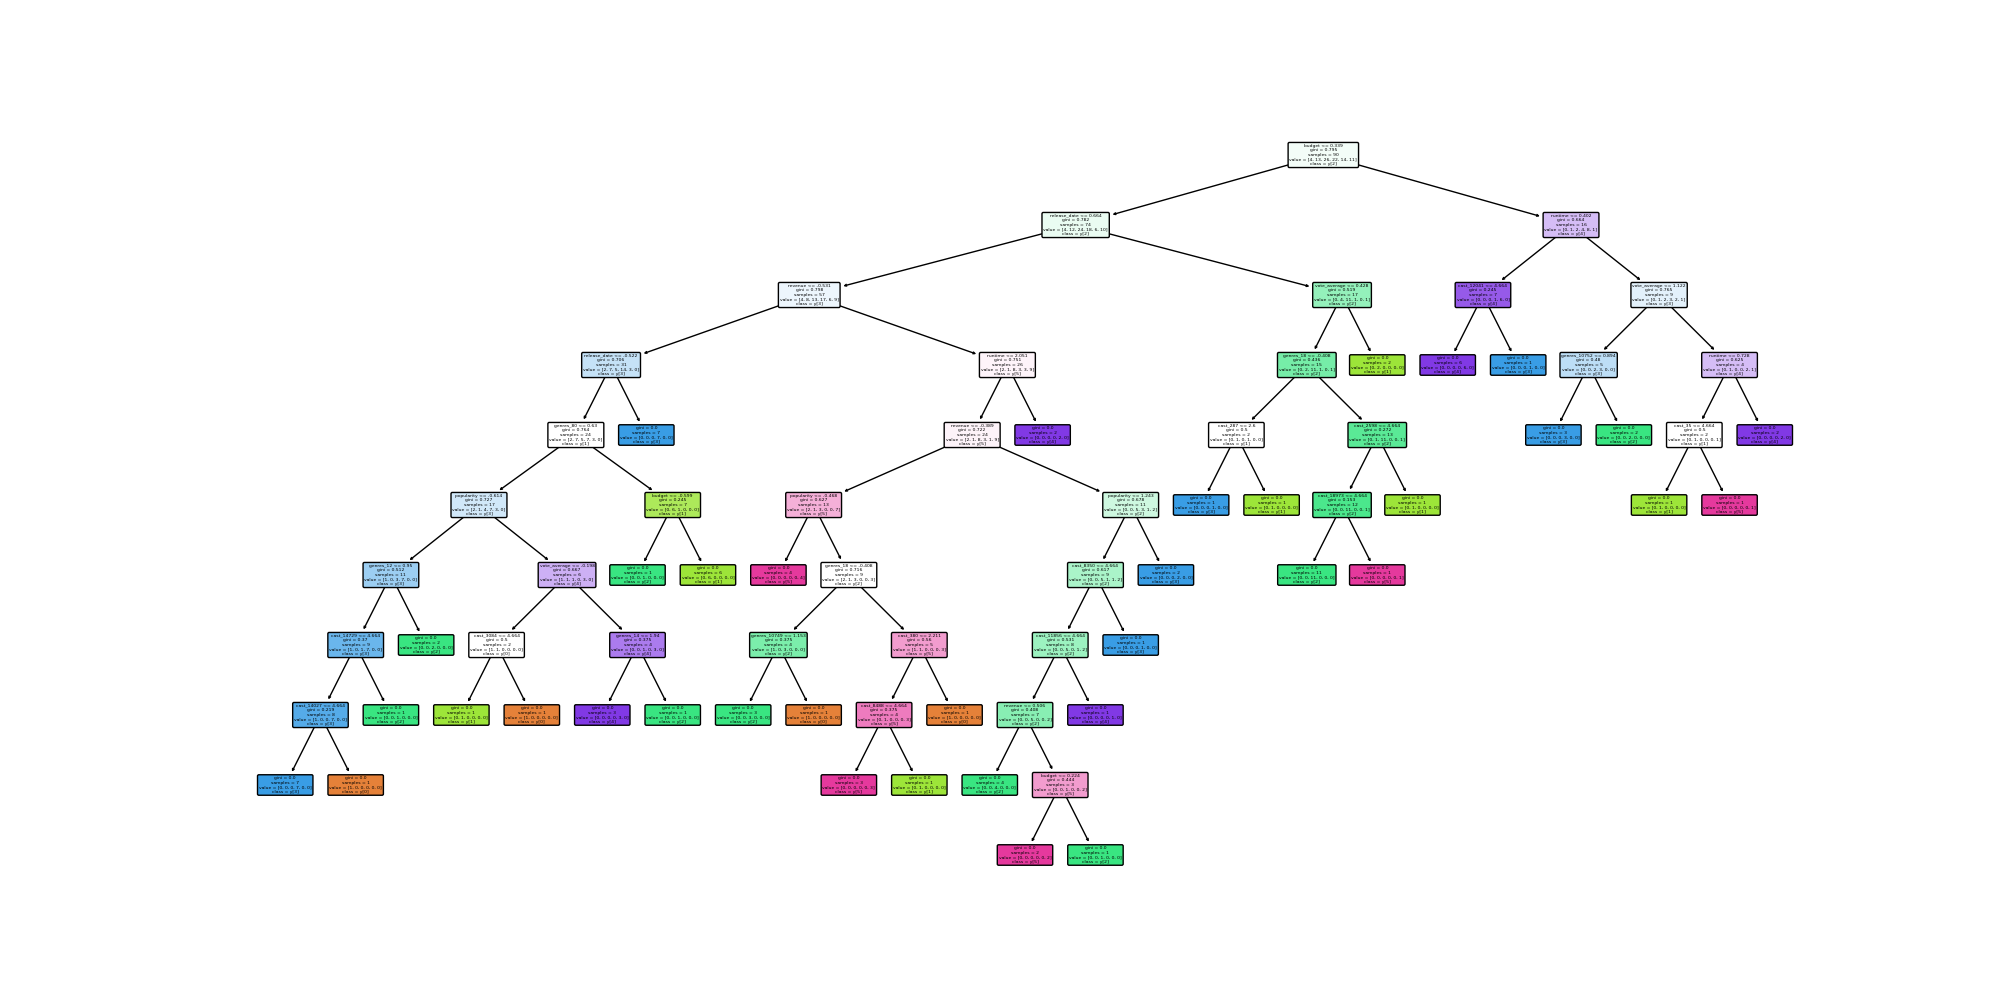 budget <= 0.339
gini = 0.795
samples = 90
value = [4, 13, 26, 22, 14, 11]
class = y[2]
release_date <= 0.664
gini = 0.782
samples = 74
value = [4, 12, 24, 18, 6, 10]
class = y[2]
runtime <= 0.402
gini = 0.664
samples = 16
value = [0, 1, 2, 4, 8, 1]
class = y[4]
revenue <= -0.531
gini = 0.798
samples = 57
value = [4, 8, 13, 17, 6, 9]
class = y[3]
vote_average <= 0.428
gini = 0.519
samples = 17
value = [0, 4, 11, 1, 0, 1]
class = y[2]
gini = 0.245
samples = 7
value = [0, 0, 0, 1, 6, 0]
class = y[4]
vote_average <= 1.122
gini = 0.765
samples = 9
value = [0, 1, 2, 3, 2, 1]
class = y[3]
release_date <= -0.522
gini = 0.706
samples = 31
value = [2, 7, 5, 14, 3, 0]
class = y[3]
runtime <= 2.051
gini = 0.751
samples = 26
value = [2, 1, 8, 3, 3, 9]
class = y[5]
genres_18 <= -0.408
gini = 0.436
samples = 15
value = [0, 2, 11, 1, 0, 1]
class = y[2]
gini = 0.0
samples = 2
value = [0, 2, 0, 0, 0, 0]
class = y[1]
gini = 0.0
samples = 6
value = [0, 0, 0, 0, 6, 0]
class = y[4]
gini = 0.0
samples = 1
value = [0, 0, 0, 1, 0, 0]
class = y[3]
genres_10752 <= 0.894
gini = 0.48
samples = 5
value = [0, 0, 2, 3, 0, 0]
class = y[3]
runtime <= 0.728
gini = 0.625
samples = 4
value = [0, 1, 0, 0, 2, 1]
class = y[4]
genres_80 <= 0.63
gini = 0.764
samples = 24
value = [2, 7, 5, 7, 3, 0]
class = y[1]
gini = 0.0
samples = 7
value = [0, 0, 0, 7, 0, 0]
class = y[3]
revenue <= -0.389
gini = 0.722
samples = 24
value = [2, 1, 8, 3, 1, 9]
class = y[5]
gini = 0.0
samples = 2
value = [0, 0, 0, 0, 2, 0]
class = y[4]
cast_287 <= 2.6
gini = 0.5
samples = 2
value = [0, 1, 0, 1, 0, 0]
class = y[1]
cast_2598 <= 4.664
gini = 0.272
samples = 13
value = [0, 1, 11, 0, 0, 1]
class = y[2]
gini = 0.0
samples = 3
value = [0, 0, 0, 3, 0, 0]
class = y[3]
gini = 0.0
samples = 2
value = [0, 0, 2, 0, 0, 0]
class = y[2]
cast_35 <= 4.664
gini = 0.5
samples = 2
value = [0, 1, 0, 0, 0, 1]
class = y[1]
gini = 0.0
samples = 2
value = [0, 0, 0, 0, 2, 0]
class = y[4]
popularity <= -0.614
gini = 0.727
samples = 17
value = [2, 1, 4, 7, 3, 0]
class = y[3]
budget <= -0.599
gini = 0.245
samples = 7
value = [0, 6, 1, 0, 0, 0]
class = y[1]
popularity <= -0.468
gini = 0.627
samples = 13
value = [2, 1, 3, 0, 0, 7]
class = y[5]
popularity <= 1.243
gini = 0.678
samples = 11
value = [0, 0, 5, 3, 1, 2]
class = y[2]
gini = 0.0
samples = 1
value = [0, 0, 0, 1, 0, 0]
class = y[3]
gini = 0.0
samples = 1
value = [0, 1, 0, 0, 0, 0]
class = y[1]
cast_18973 <= 4.664
gini = 0.153
samples = 12
value = [0, 0, 11, 0, 0, 1]
class = y[2]
gini = 0.0
samples = 1
value = [0, 1, 0, 0, 0, 0]
class = y[1]
gini = 0.0
samples = 1
value = [0, 1, 0, 0, 0, 0]
class = y[1]
gini = 0.0
samples = 1
value = [0, 0, 0, 0, 0, 1]
class = y[5]
genres_12 <= 0.95
gini = 0.512
samples = 11
value = [1, 0, 3, 7, 0, 0]
class = y[3]
vote_average <= -0.198
gini = 0.667
samples = 6
value = [1, 1, 1, 0, 3, 0]
class = y[4]
gini = 0.0
samples = 1
value = [0, 0, 1, 0, 0, 0]
class = y[2]
gini = 0.0
samples = 6
value = [0, 6, 0, 0, 0, 0]
class = y[1]
gini = 0.0
samples = 4
value = [0, 0, 0, 0, 0, 4]
class = y[5]
genres_18 <= -0.408
gini = 0.716
samples = 9
value = [2, 1, 3, 0, 0, 3]
class = y[2]
cast_8350 <= 4.664
gini = 0.617
samples = 9
value = [0, 0, 5, 1, 1, 2]
class = y[2]
gini = 0.0
samples = 2
value = [0, 0, 0, 2, 0, 0]
class = y[3]
gini = 0.0
samples = 11
value = [0, 0, 11, 0, 0, 0]
class = y[2]
gini = 0.0
samples = 1
value = [0, 0, 0, 0, 0, 1]
class = y[5]
cast_14729 <= 4.664
gini = 0.37
samples = 9
value = [1, 0, 1, 7, 0, 0]
class = y[3]
gini = 0.0
samples = 2
value = [0, 0, 2, 0, 0, 0]
class = y[2]
cast_3084 <= 4.664
gini = 0.5
samples = 2
value = [1, 1, 0, 0, 0, 0]
class = y[0]
genres_14 <= 1.94
gini = 0.375
samples = 4
value = [0, 0, 1, 0, 3, 0]
class = y[4]
genres_10749 <= 1.153
gini = 0.375
samples = 4
value = [1, 0, 3, 0, 0, 0]
class = y[2]
cast_380 <= 2.211
gini = 0.56
samples = 5
value = [1, 1, 0, 0, 0, 3]
class = y[5]
cast_11856 <= 4.664
gini = 0.531
samples = 8
value = [0, 0, 5, 0, 1, 2]
class = y[2]
gini = 0.0
samples = 1
value = [0, 0, 0, 1, 0, 0]
class = y[3]
cast_14027 <= 4.664
gini = 0.219
samples = 8
value = [1, 0, 0, 7, 0, 0]
class = y[3]
gini = 0.0
samples = 1
value = [0, 0, 1, 0, 0, 0]
class = y[2]
gini = 0.0
samples = 1
value = [0, 1, 0, 0, 0, 0]
class = y[1]
gini = 0.0
samples = 1
value = [1, 0, 0, 0, 0, 0]
class = y[0]
gini = 0.0
samples = 3
value = [0, 0, 0, 0, 3, 0]
class = y[4]
gini = 0.0
samples = 1
value = [0, 0, 1, 0, 0, 0]
class = y[2]
gini = 0.0
samples = 3
value = [0, 0, 3, 0, 0, 0]
class = y[2]
gini = 0.0
samples = 1
value = [1, 0, 0, 0, 0, 0]
class = y[0]
cast_8488 <= 4.664
gini = 0.375
samples = 4
value = [0, 1, 0, 0, 0, 3]
class = y[5]
gini = 0.0
samples = 1
value = [1, 0, 0, 0, 0, 0]
class = y[0]
revenue <= 0.506
gini = 0.408
samples = 7
value = [0, 0, 5, 0, 0, 2]
class = y[2]
gini = 0.0
samples = 1
value = [0, 0, 0, 0, 1, 0]
class = y[4]
gini = 0.0
samples = 7
value = [0, 0, 0, 7, 0, 0]
class = y[3]
gini = 0.0
samples = 1
value = [1, 0, 0, 0, 0, 0]
class = y[0]
gini = 0.0
samples = 3
value = [0, 0, 0, 0, 0, 3]
class = y[5]
gini = 0.0
samples = 1
value = [0, 1, 0, 0, 0, 0]
class = y[1]
gini = 0.0
samples = 4
value = [0, 0, 4, 0, 0, 0]
class = y[2]
budget <= 0.224
gini = 0.444
samples = 3
value = [0, 0, 1, 0, 0, 2]
class = y[5]
gini = 0.0
samples = 2
value = [0, 0, 0, 0, 0, 2]
class = y[5]
gini = 0.0
samples = 1
value = [0, 0, 1, 0, 0, 0]
class = y[2]